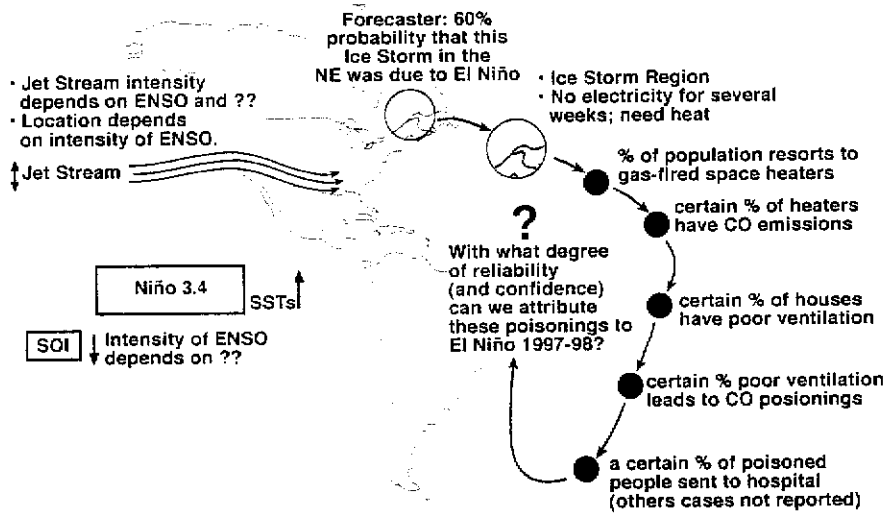 Forecaster: 60%
probability that this
Ice Storm in the
NE was due to El Niño
· Jet Stream intensity
depends on ENSO and ??
· Location depends
on intensity of ENSO.
Jet Stream
· Ice Storm Region
· No electricity for several
weeks; need heat
% of population resorts to
gas-fired space heaters
certain % of heaters
have CO emissions
?
With what degree
of reliability
(and confidence)
can we attribute
these poisonings to
El Niño 1997-98?
certain % of houses
have poor ventilation
Niño 3.4
SSTs
SOI
Intensity of ENSO
depends on ??
certain % poor ventilation
leads to CO posionings
a certain % of poisoned
people sent to hospital
(others cases not reported)